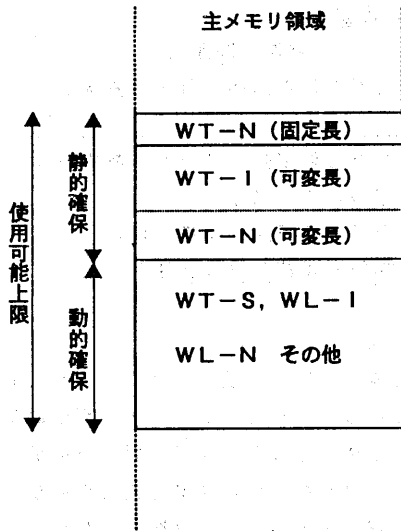 主メモリ領域
WT－N（固定長）
WT－I（可変長）
WT－N（可変長）
WT－S，WL－I
WL－N その他
使用可能上限
静的確保
動的確保